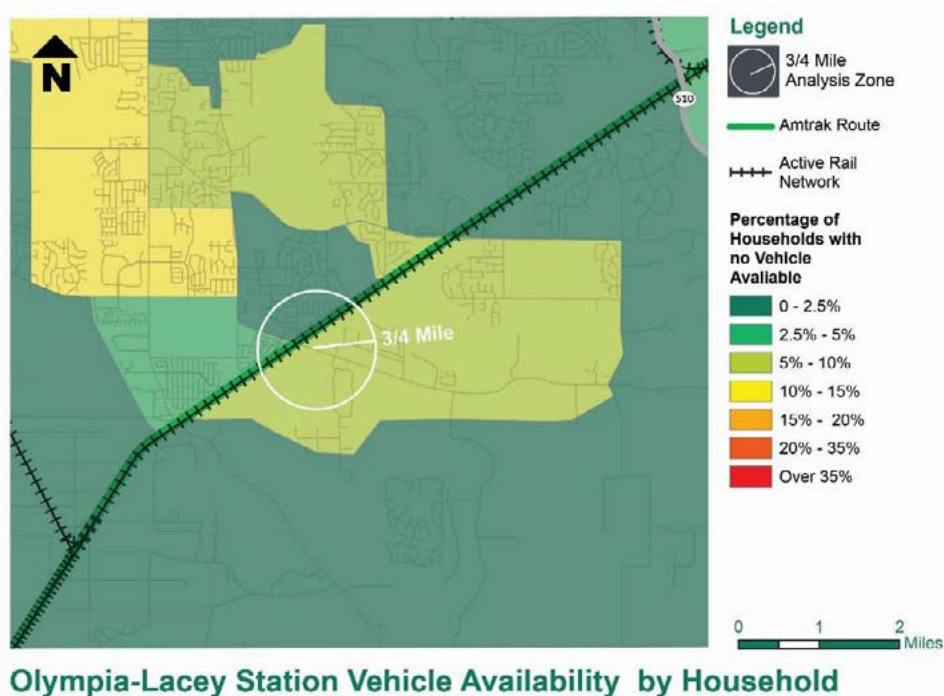 N
510
3/4 Mile
Legend
3/4 Mile
Analysis Zone
Amtrak Route
Active Rail
Network
Percentage of
Households with
no Vehicle
Avaliable
0 - 2.5%
2.5% - 5%
5% - 10%
10% - 15%
15% - 20%
20% - 35%
Over 35%
0 1 2
Miles
Olympia-Lacey Station Vehicle Availability by Household